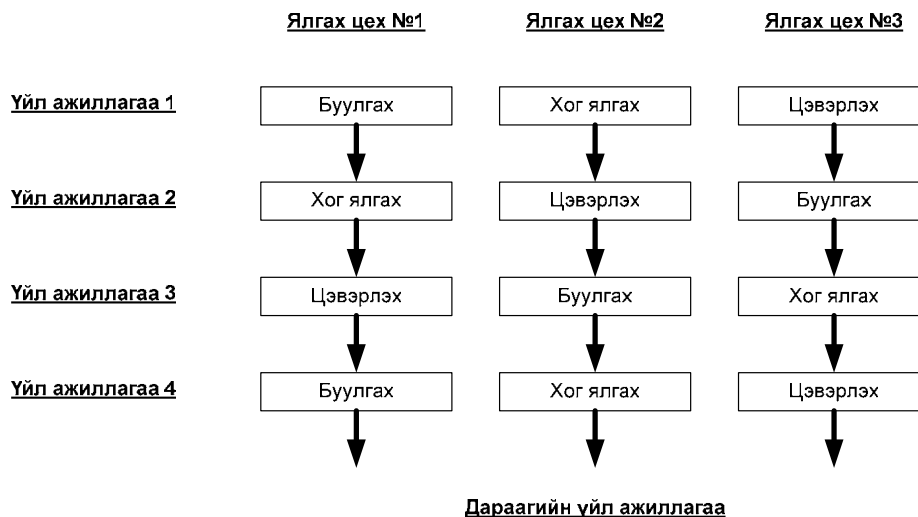 Ялгах цех №1 Ялгах цех №2 Ялгах цех №3
Үйл ажиллагаа 1 Буулгах Хог ялгах Цэвэрлэх
Үйл ажиллагаа 2 Хог ялгах Цэвэрлэх Буулгах
Үйл ажиллагаа 3 Цэвэрлэх Буулгах Хог ялгах
Үйл ажиллагаа 4 Буулгах Хог ялгах Цэвэрлэх
Дараагийн үйл ажиллагаа